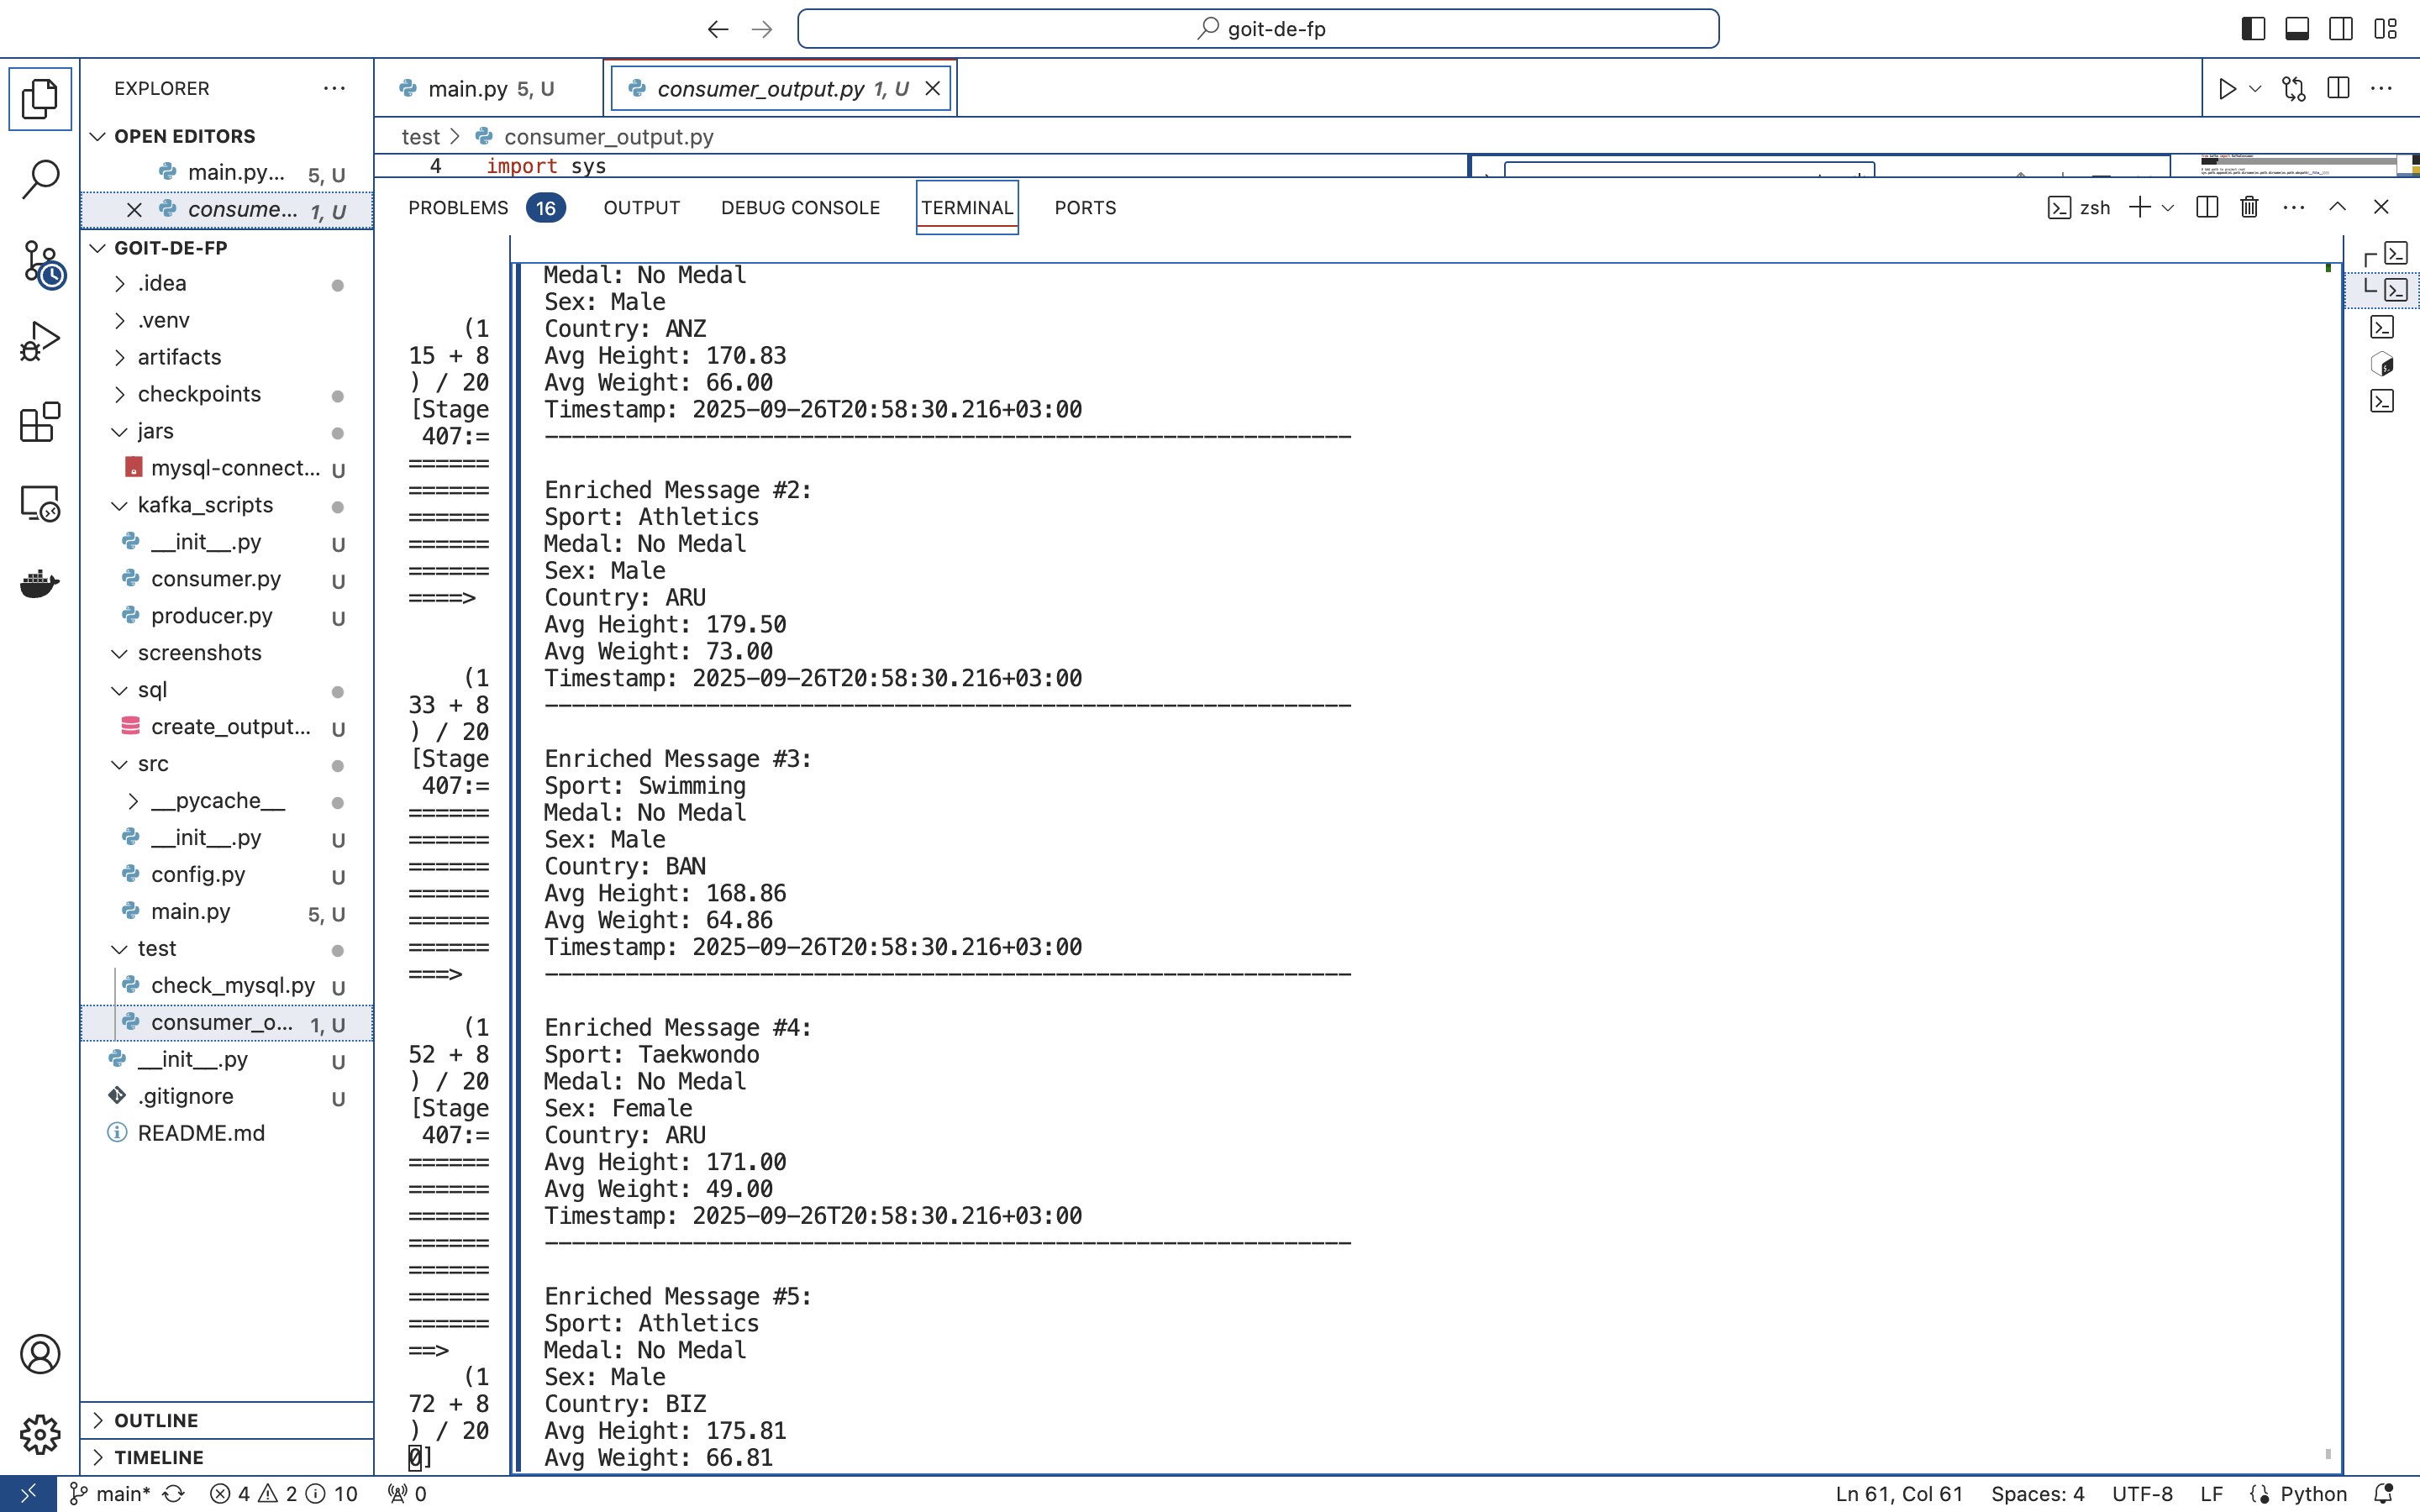 goit-de-fp
EXPLORER
OPEN EDITORS
main.py... 5, U
consume... 1, U
GOIT-DE-FP
.idea
.venv
artifacts
checkpoints
jars
mysql-connect... U
kafka_scripts
__init__.py U
consumer.py U
producer.py U
screenshots
sql
create_output... U
src
__pycache__
__init__.py U
config.py U
main.py 5, U
test
check_mysql.py U
consumer_o... 1, U
__init__.py U
.gitignore U
README.md
OUTLINE
TIMELINE
main.py 5, U
consumer_output.py 1, U
test > consumer_output.py
4 import sys
PROBLEMS 16 OUTPUT DEBUG CONSOLE TERMINAL PORTS
zsh
(1
15 + 8
) / 20
[Stage
407:=
======
======
======
======
======
====>
(1
33 + 8
) / 20
[Stage
407:=
======
======
======
======
======
======
===>
(1
52 + 8
) / 20
[Stage
407:=
======
======
======
======
======
======
======
==>
(1
72 + 8
) / 20
0]
Medal: No Medal
Sex: Male
Country: ANZ
Avg Height: 170.83
Avg Weight: 66.00
Timestamp: 2025-09-26T20:58:30.216+03:00
------------------------------------------------------------
Enriched Message #2:
Sport: Athletics
Medal: No Medal
Sex: Male
Country: ARU
Avg Height: 179.50
Avg Weight: 73.00
Timestamp: 2025-09-26T20:58:30.216+03:00
------------------------------------------------------------
Enriched Message #3:
Sport: Swimming
Medal: No Medal
Sex: Male
Country: BAN
Avg Height: 168.86
Avg Weight: 64.86
Timestamp: 2025-09-26T20:58:30.216+03:00
------------------------------------------------------------
Enriched Message #4:
Sport: Taekwondo
Medal: No Medal
Sex: Female
Country: ARU
Avg Height: 171.00
Avg Weight: 49.00
Timestamp: 2025-09-26T20:58:30.216+03:00
------------------------------------------------------------
Enriched Message #5:
Sport: Athletics
Medal: No Medal
Sex: Male
Country: BIZ
Avg Height: 175.81
Avg Weight: 66.81
main* 4 2 10 0
Ln 61, Col 61 Spaces: 4 UTF-8 LF Python